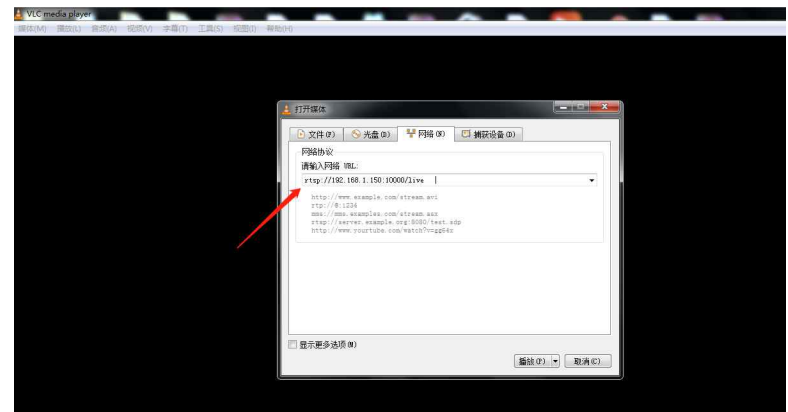 VLC media player
媒体(M) 播放(L) 音频(A) 视频(V) 字幕(T) 工具(S) 视图(I) 帮助(H)
打开媒体
文件(F) 光盘(D) 网络(N) 捕获设备(D)
网络协议
请输入网络 URL:
rtsp://192.168.1.150:10000/live
http://www.example.com/stream.avi
rtp://@:1234
mms://mms.examples.com/stream.asx
rtsp://server.example.org:8080/test.sdp
http://www.yourtube.com/watch?v=gg64x
显示更多选项(M)
播放(P) 取消(C)